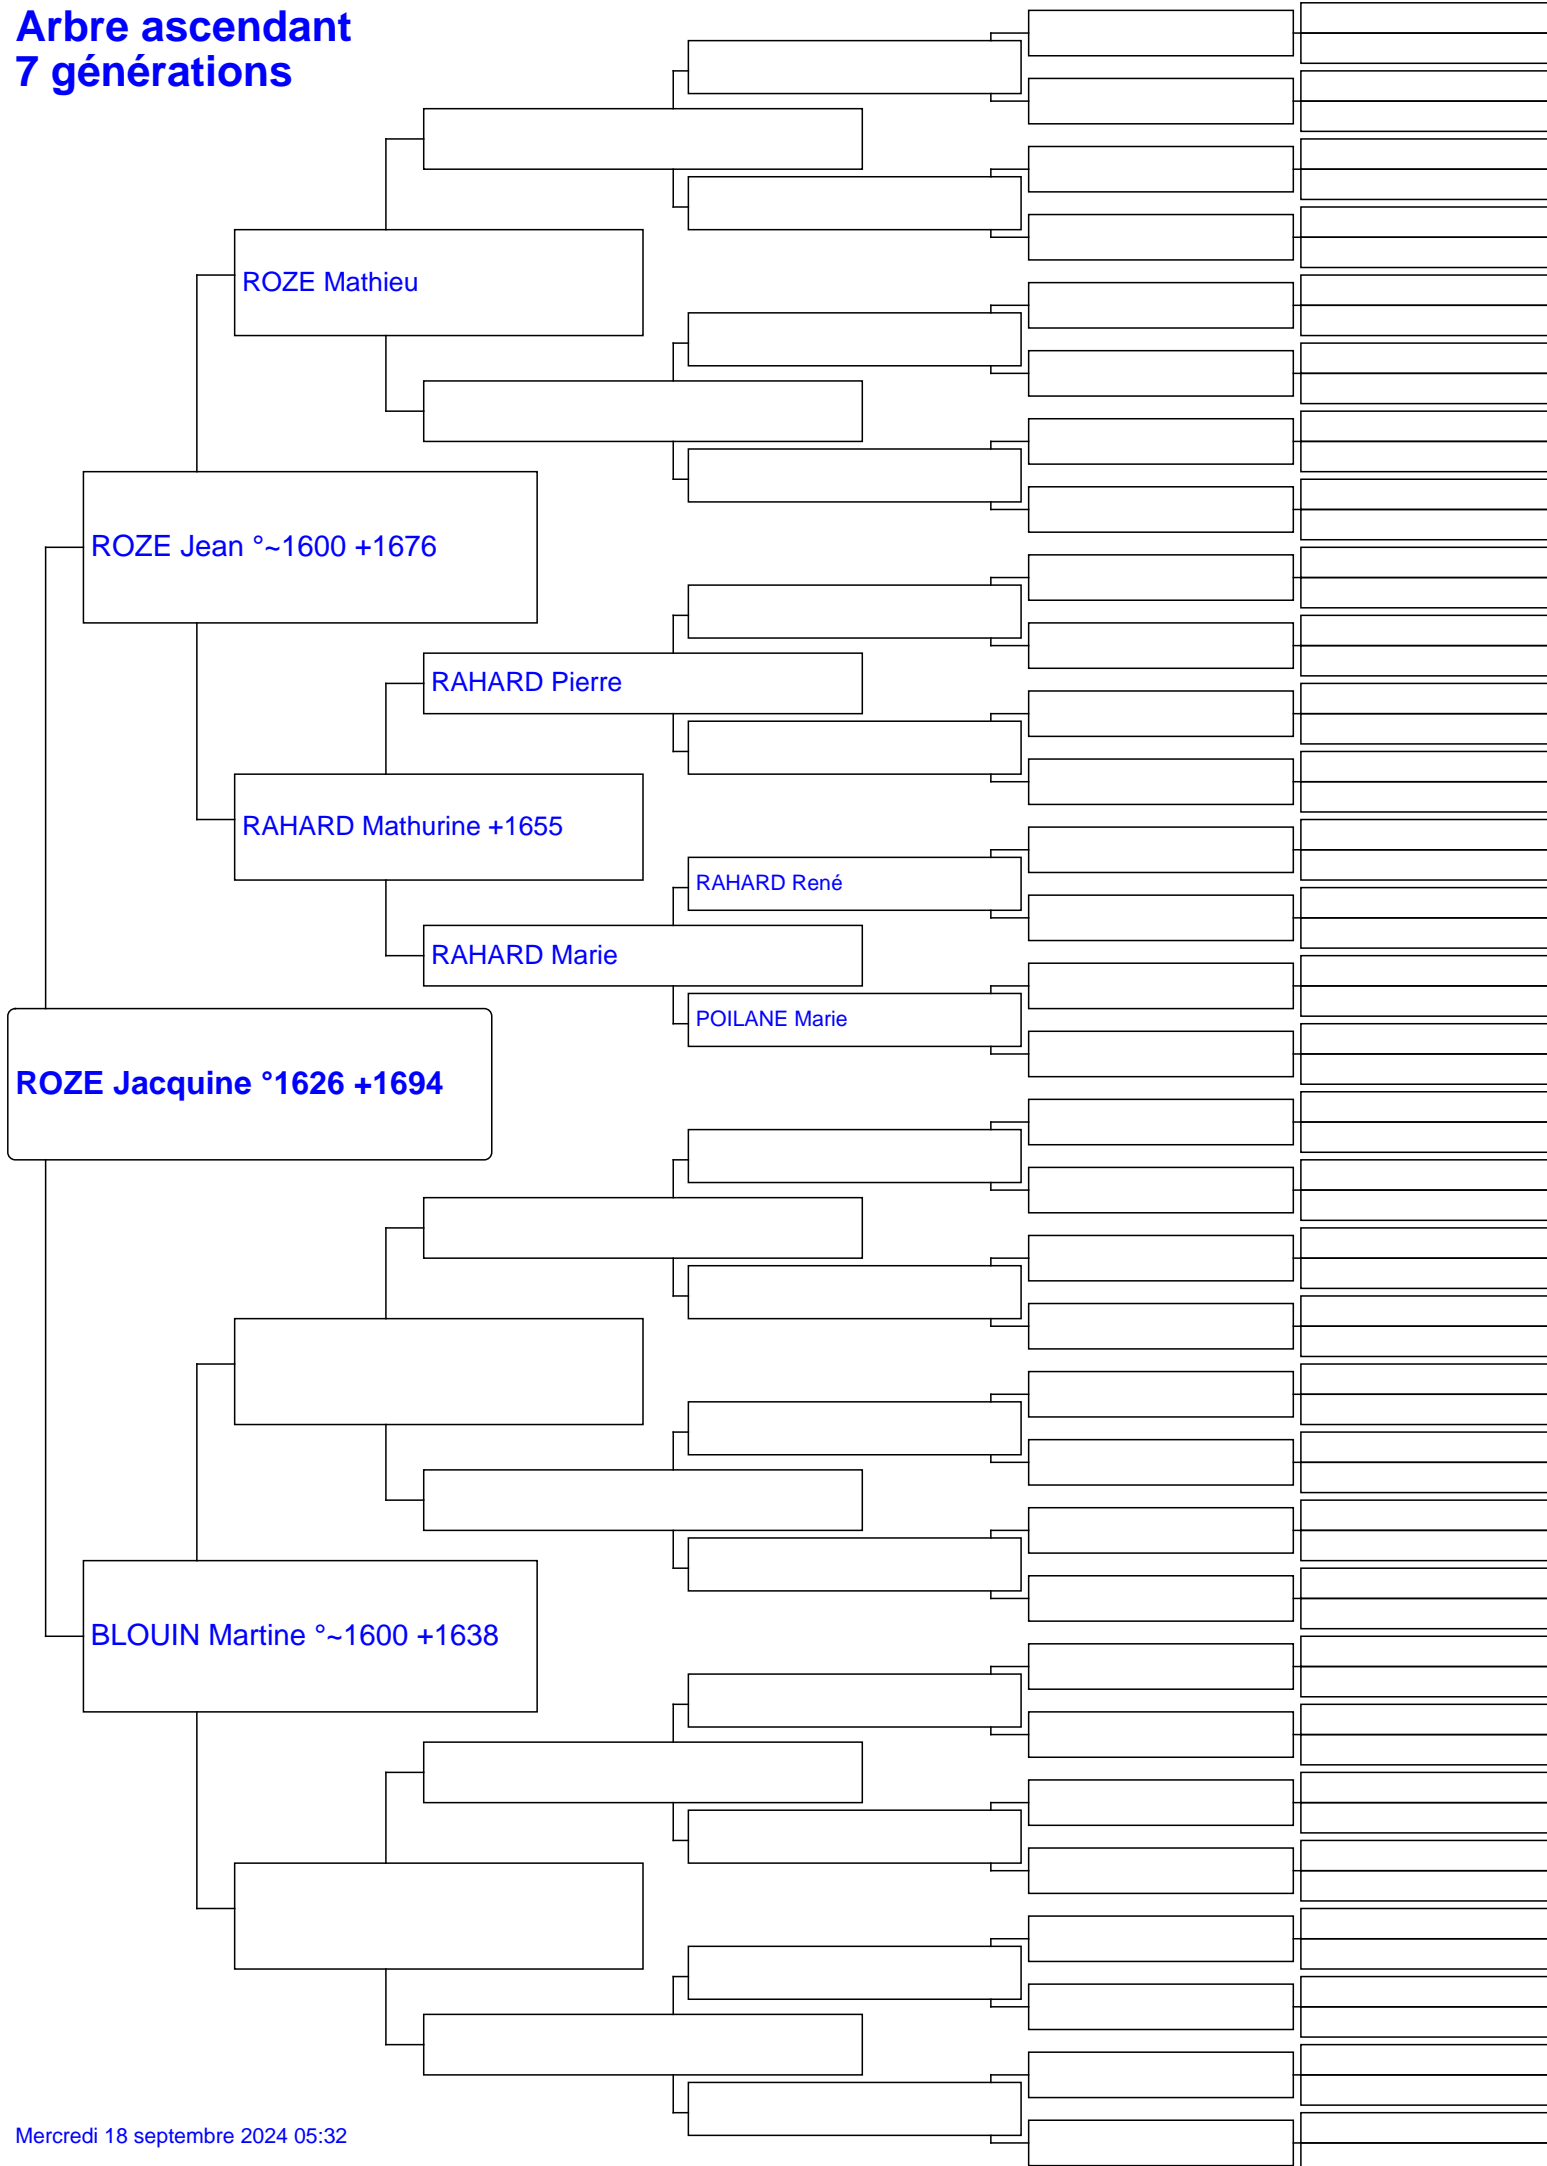 Arbre ascendant
7 générations
ROZE Mathieu
ROZE Jean °~1600 +1676
RAHARD Pierre
RAHARD Mathurine +1655
RAHARD René
RAHARD Marie
POILANE Marie
ROZE Jacquine °1626 +1694
BLOUIN Martine °~1600 +1638
Mercredi 18 septembre 2024 05:32